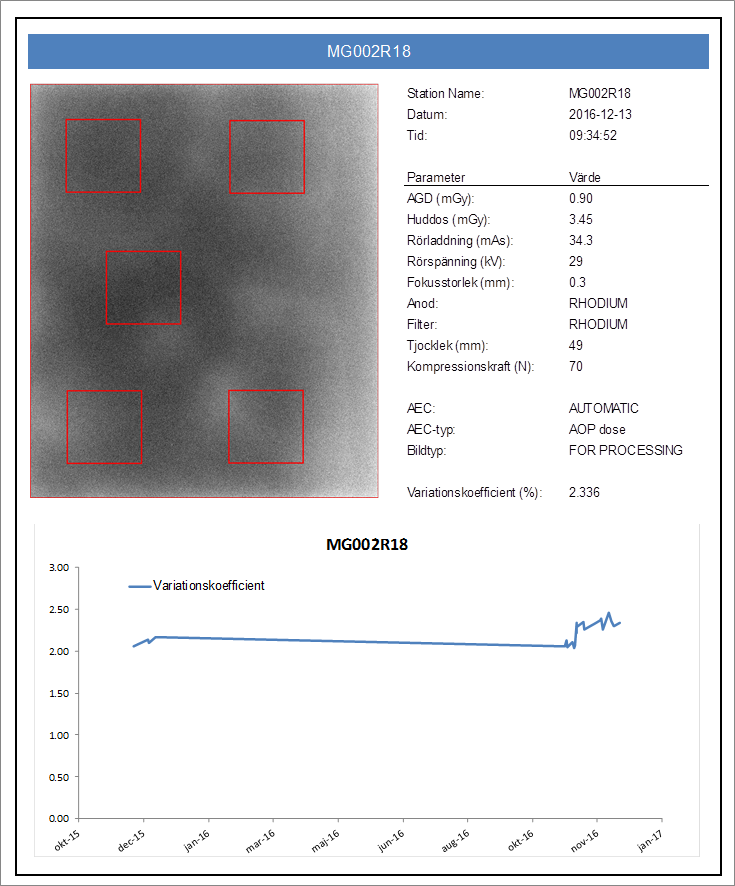 MG002R18
Station Name: MG002R18
Datum: 2016-12-13
Tid: 09:34:52
Parameter Värde
AGD (mGy): 0.90
Huddos (mGy): 3.45
Rörladdning (mAs): 34.3
Rörspänning (kV): 29
Fokusstorlek (mm): 0.3
Anod: RHODIUM
Filter: RHODIUM
Tjocklek (mm): 49
Kompressionskraft (N): 70
AEC: AUTOMATIC
AEC-typ: AOP dose
Bildtyp: FOR PROCESSING
Variationskoefficient (%): 2.336
MG002R18
Variationskoefficient
3.00
2.50
2.00
1.50
1.00
0.50
0.00
okt-15 dec-15 jan-16 mar-16 maj-16 jun-16 aug-16 okt-16 nov-16 jan-17